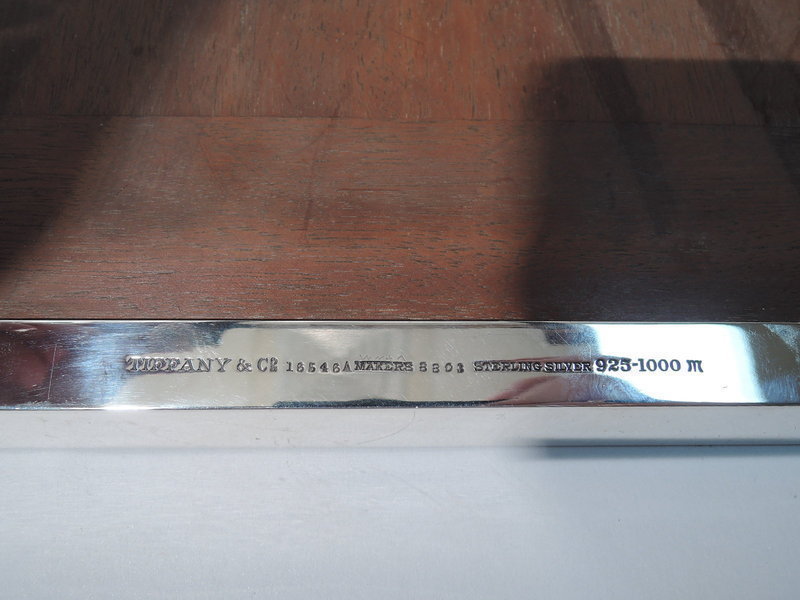 TIFFANY & Co 16546A MAKERS 5803 STERLING SILVER 925-1000 m